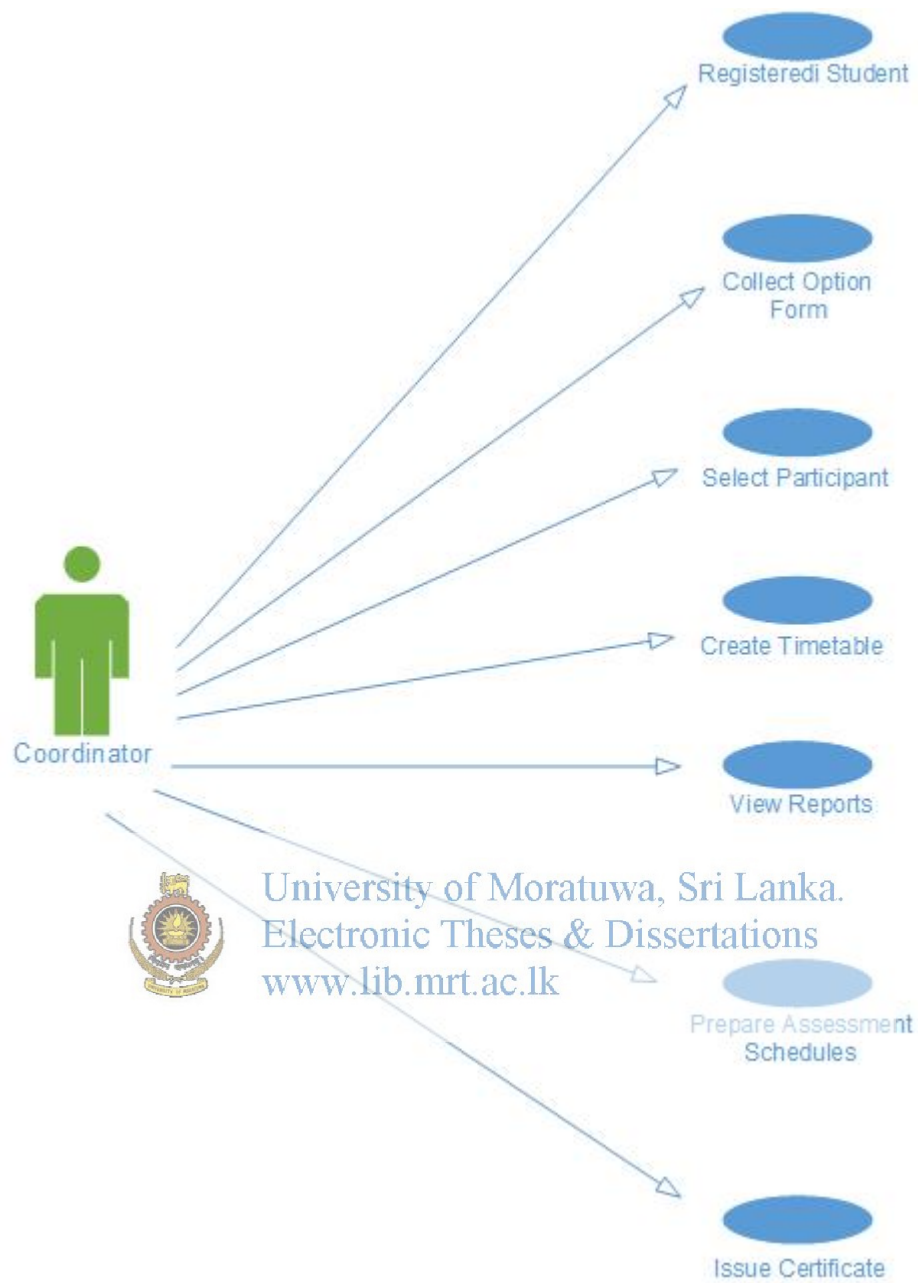 Registeredi Student
Collect Option
Form
Select Participant
Create Timetable
Coordinator
View Reports
University of Moratuwa, Sri Lanka.
Electronic Theses & Dissertations
www.lib.mrt.ac.lk
Prepare Assessment
Schedules
Issue Certificate